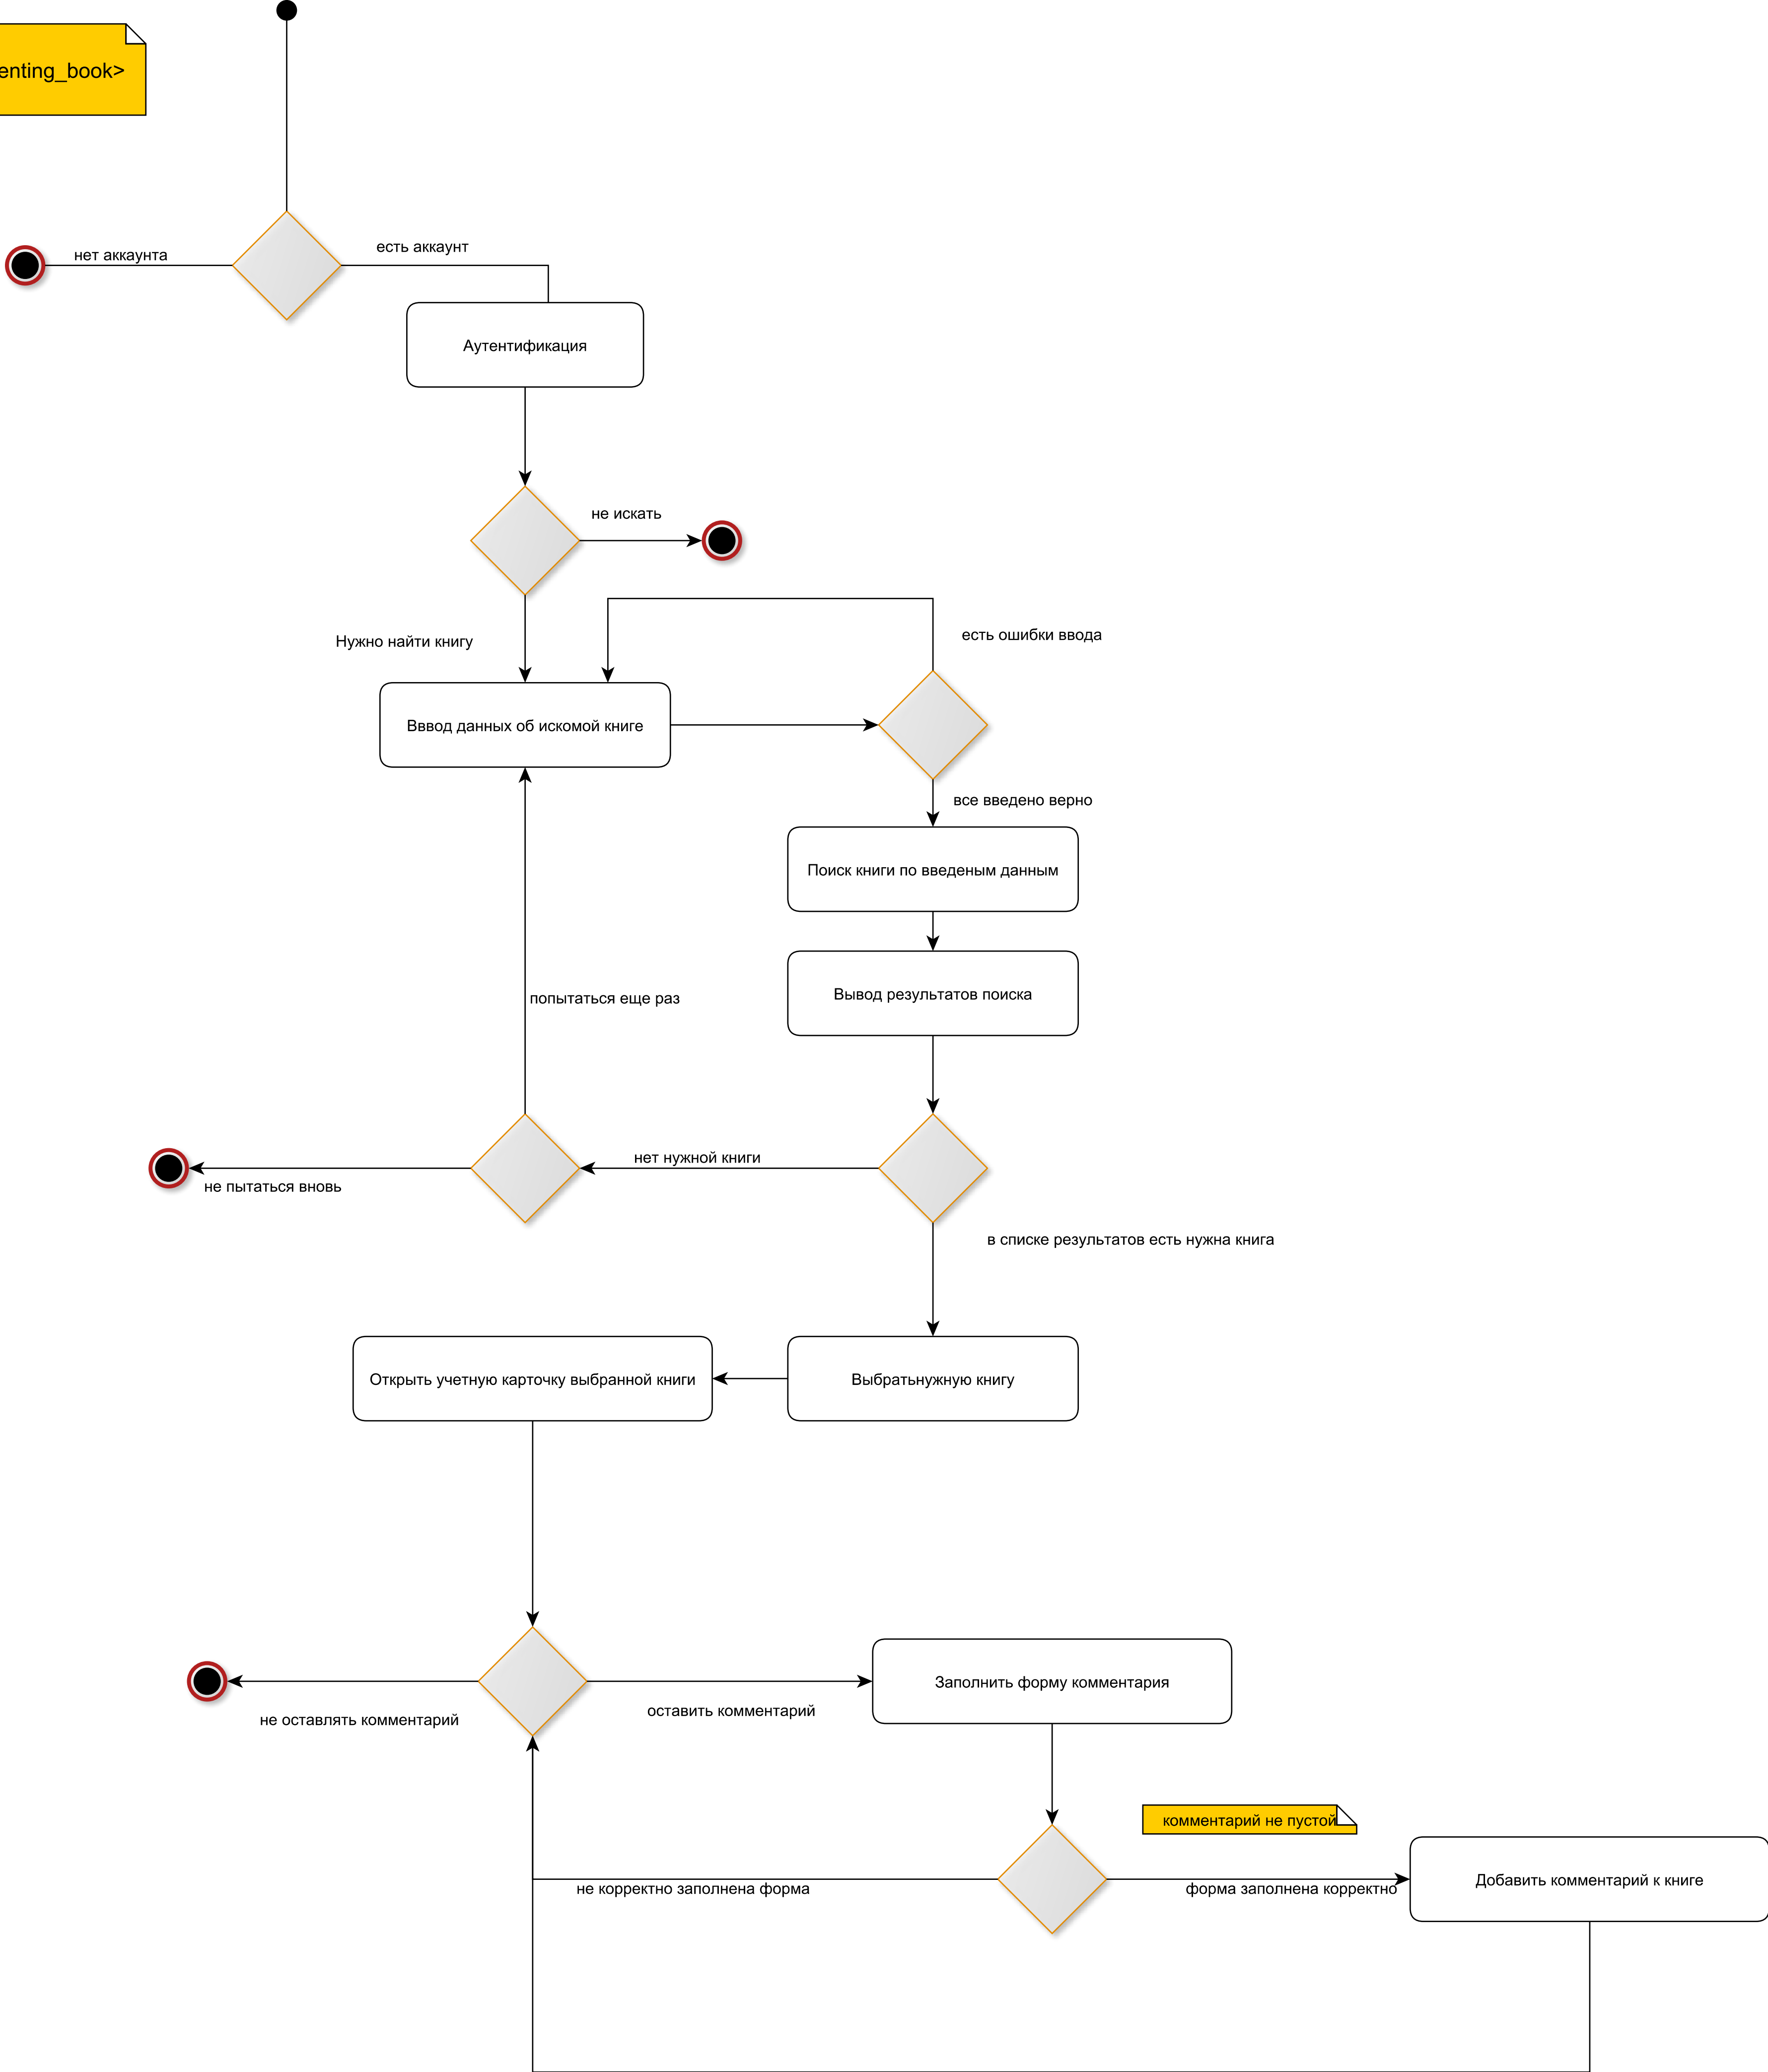 enting_book>
есть аккаунт
нет аккаунта
Аутентификация
не искать
есть ошибки ввода
Нужно найти книгу
Вввод данных об искомой книге
все введено верно
Поиск книги по введеным данным
Вывод результатов поиска
попытаться еще раз
нет нужной книги
не пытаться вновь
в списке результатов есть нужна книга
Открыть учетную карточку выбранной книги
Выбратьнужную книгу
Заполнить форму комментария
оставить комментарий
не оставлять комментарий
комментарий не пустой
Добавить комментарий к книге
не корректно заполнена форма
форма заполнена корректно